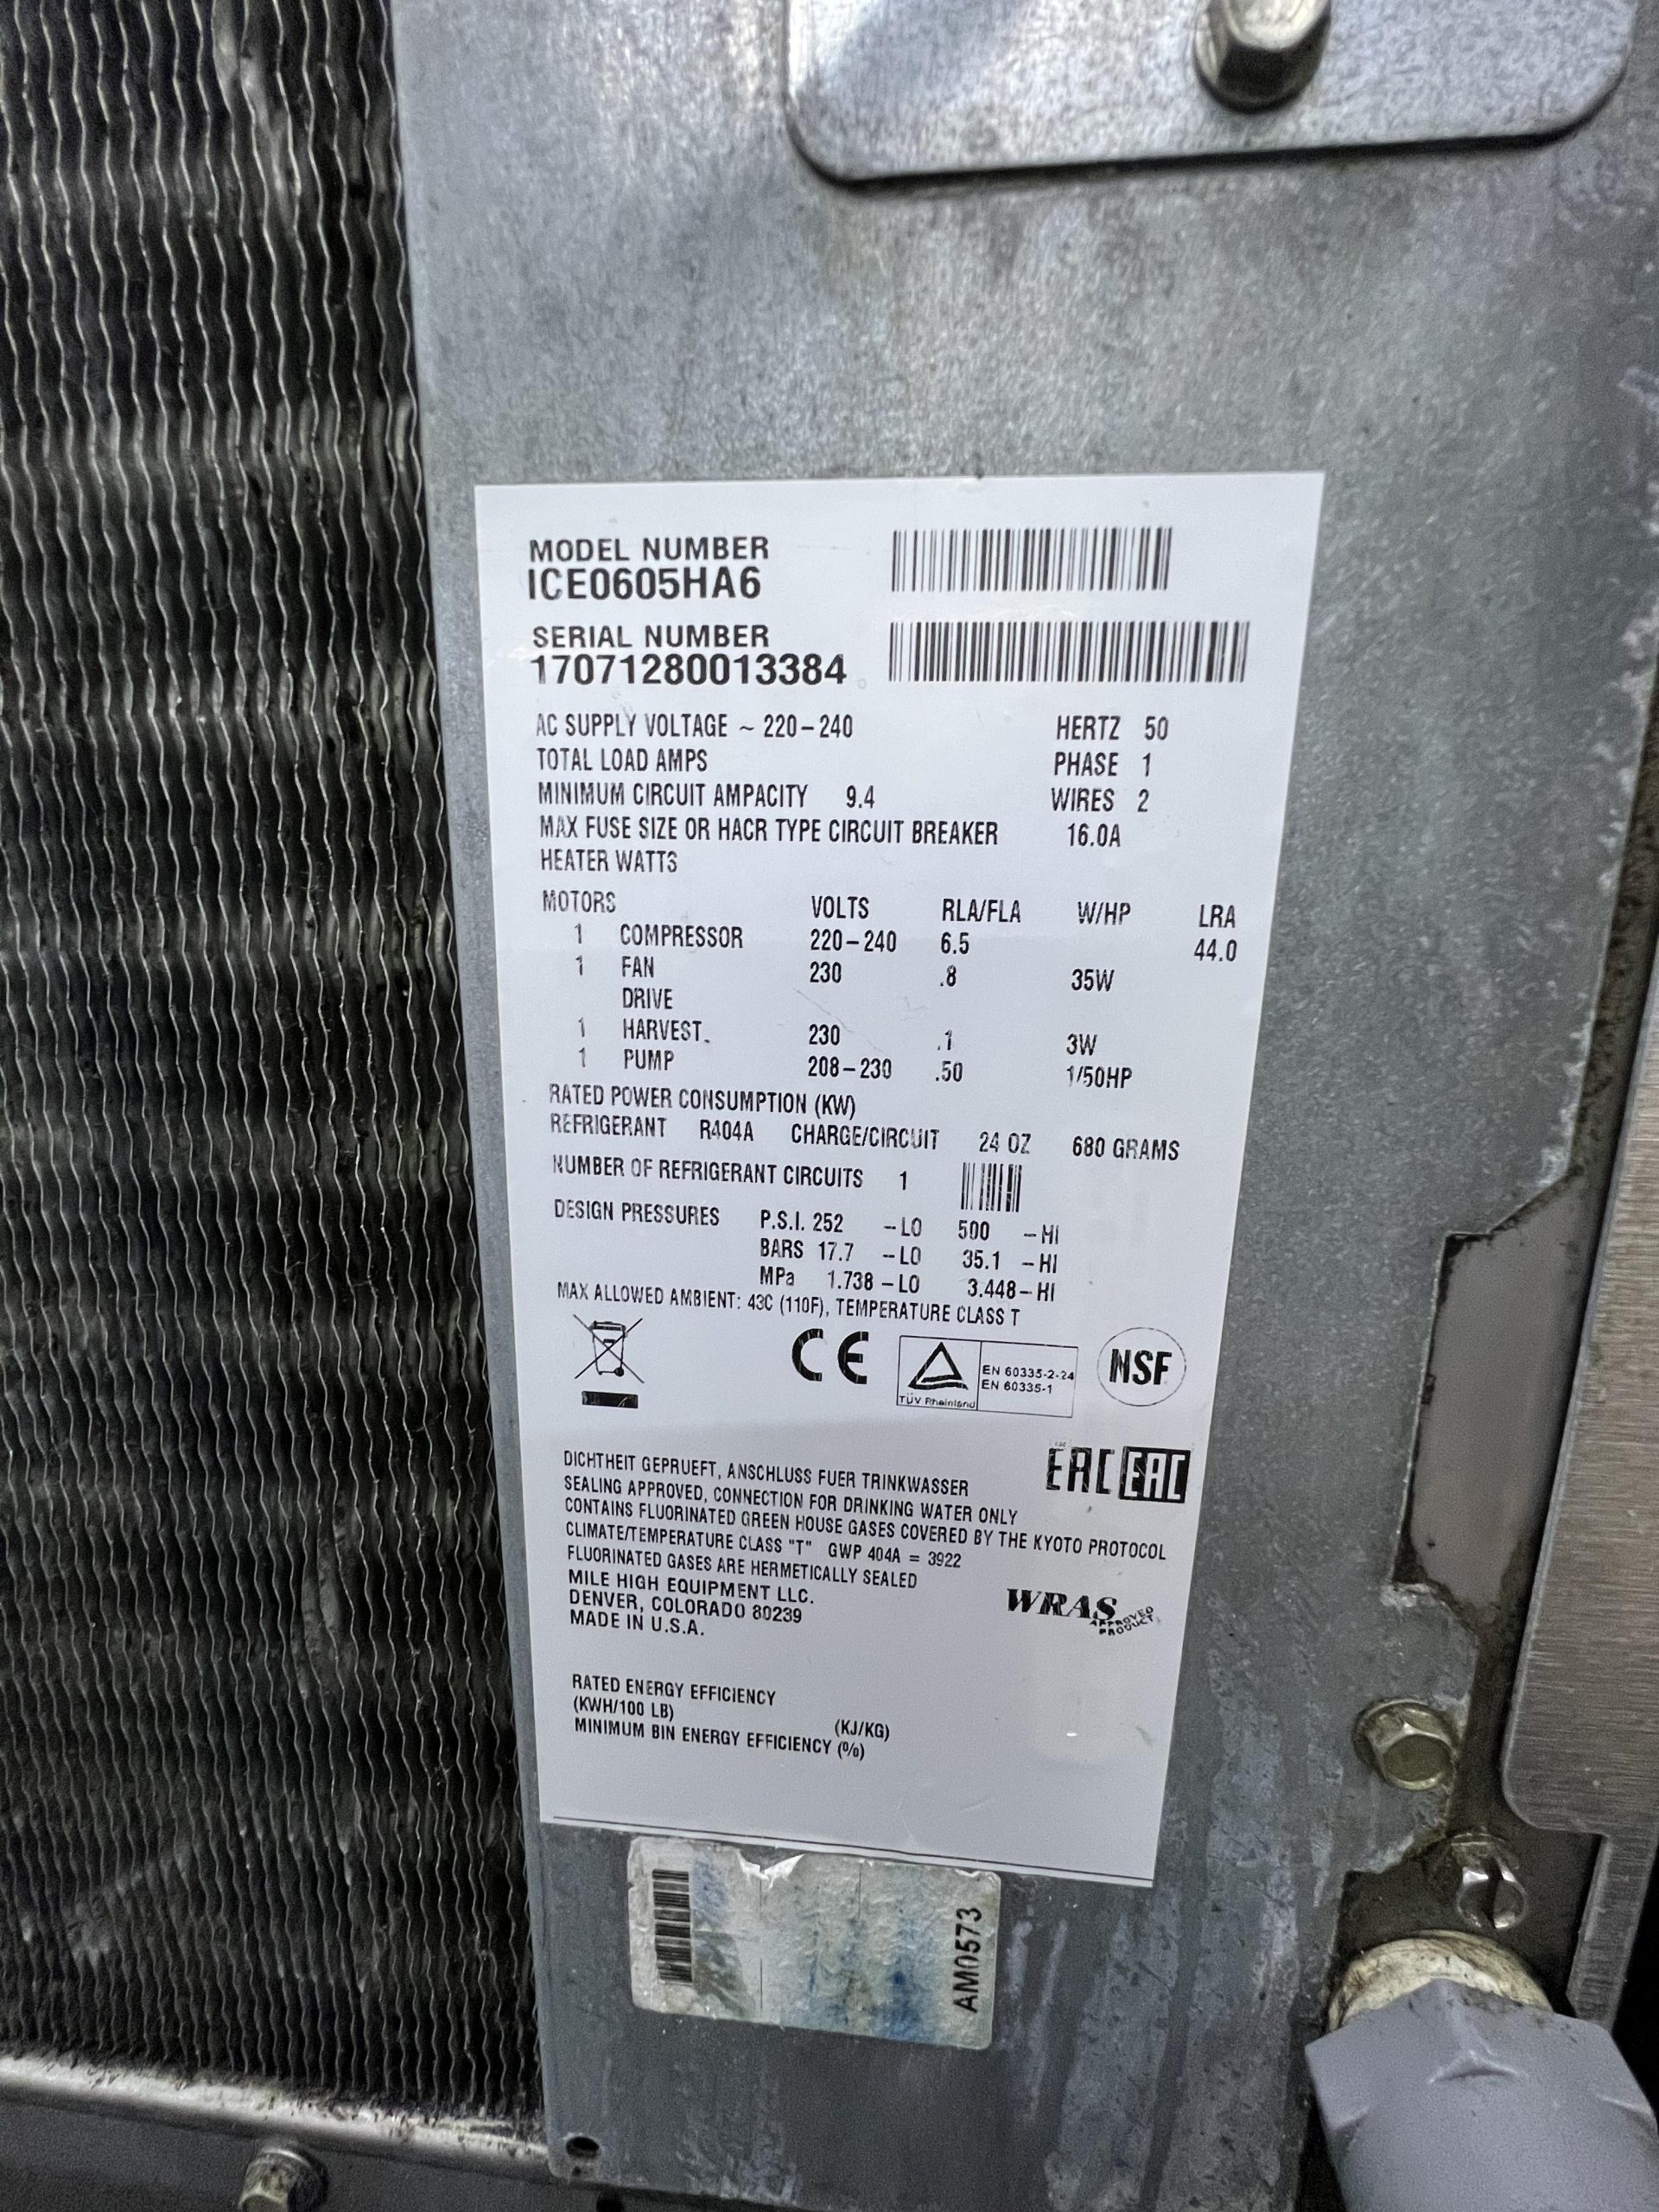 MODEL NUMBER
ICE0605HA6
SERIAL NUMBER
17071280013384
AC SUPPLY VOLTAGE ~ 220-240 HERTZ 50
TOTAL LOAD AMPS PHASE 1
MINIMUM CIRCUIT AMPACITY 9.4 WIRES 2
MAX FUSE SIZE OR HACR TYPE CIRCUIT BREAKER 16.0A
HEATER WATTS
MOTORS VOLTS RLA/FLA W/HP LRA
1 COMPRESSOR 220-240 6.5 44.0
1 FAN 230 .8 35W
DRIVE
1 HARVEST. 230 .1 3W
1 PUMP 208-230 .50 1/50HP
RATED POWER CONSUMPTION (KW)
REFRIGERANT R404A CHARGE/CIRCUIT 24 OZ 680 GRAMS
NUMBER OF REFRIGERANT CIRCUITS 1
DESIGN PRESSURES P.S.I. 252 -LO 500 -HI
BARS 17.7 -LO 35.1 -HI
MPa 1.738-LO 3.448-HI
MAX ALLOWED AMBIENT: 43C (110F), TEMPERATURE CLASS T
CE
TÜV Rheinland
EN 60335-2-24
EN 60335-1
NSF
EAC EAC
DICHTHEIT GEPRUEFT, ANSCHLUSS FUER TRINKWASSER
SEALING APPROVED, CONNECTION FOR DRINKING WATER ONLY
CONTAINS FLUORINATED GREEN HOUSE GASES COVERED BY THE KYOTO PROTOCOL
CLIMATE/TEMPERATURE CLASS "T" GWP 404A = 3922
FLUORINATED GASES ARE HERMETICALLY SEALED
MILE HIGH EQUIPMENT LLC.
DENVER, COLORADO 80239
MADE IN U.S.A.
WRAS APPROVED PRODUCT
RATED ENERGY EFFICIENCY
(KWH/100 LB) (KJ/KG)
MINIMUM BIN ENERGY EFFICIENCY (%)
AM0573